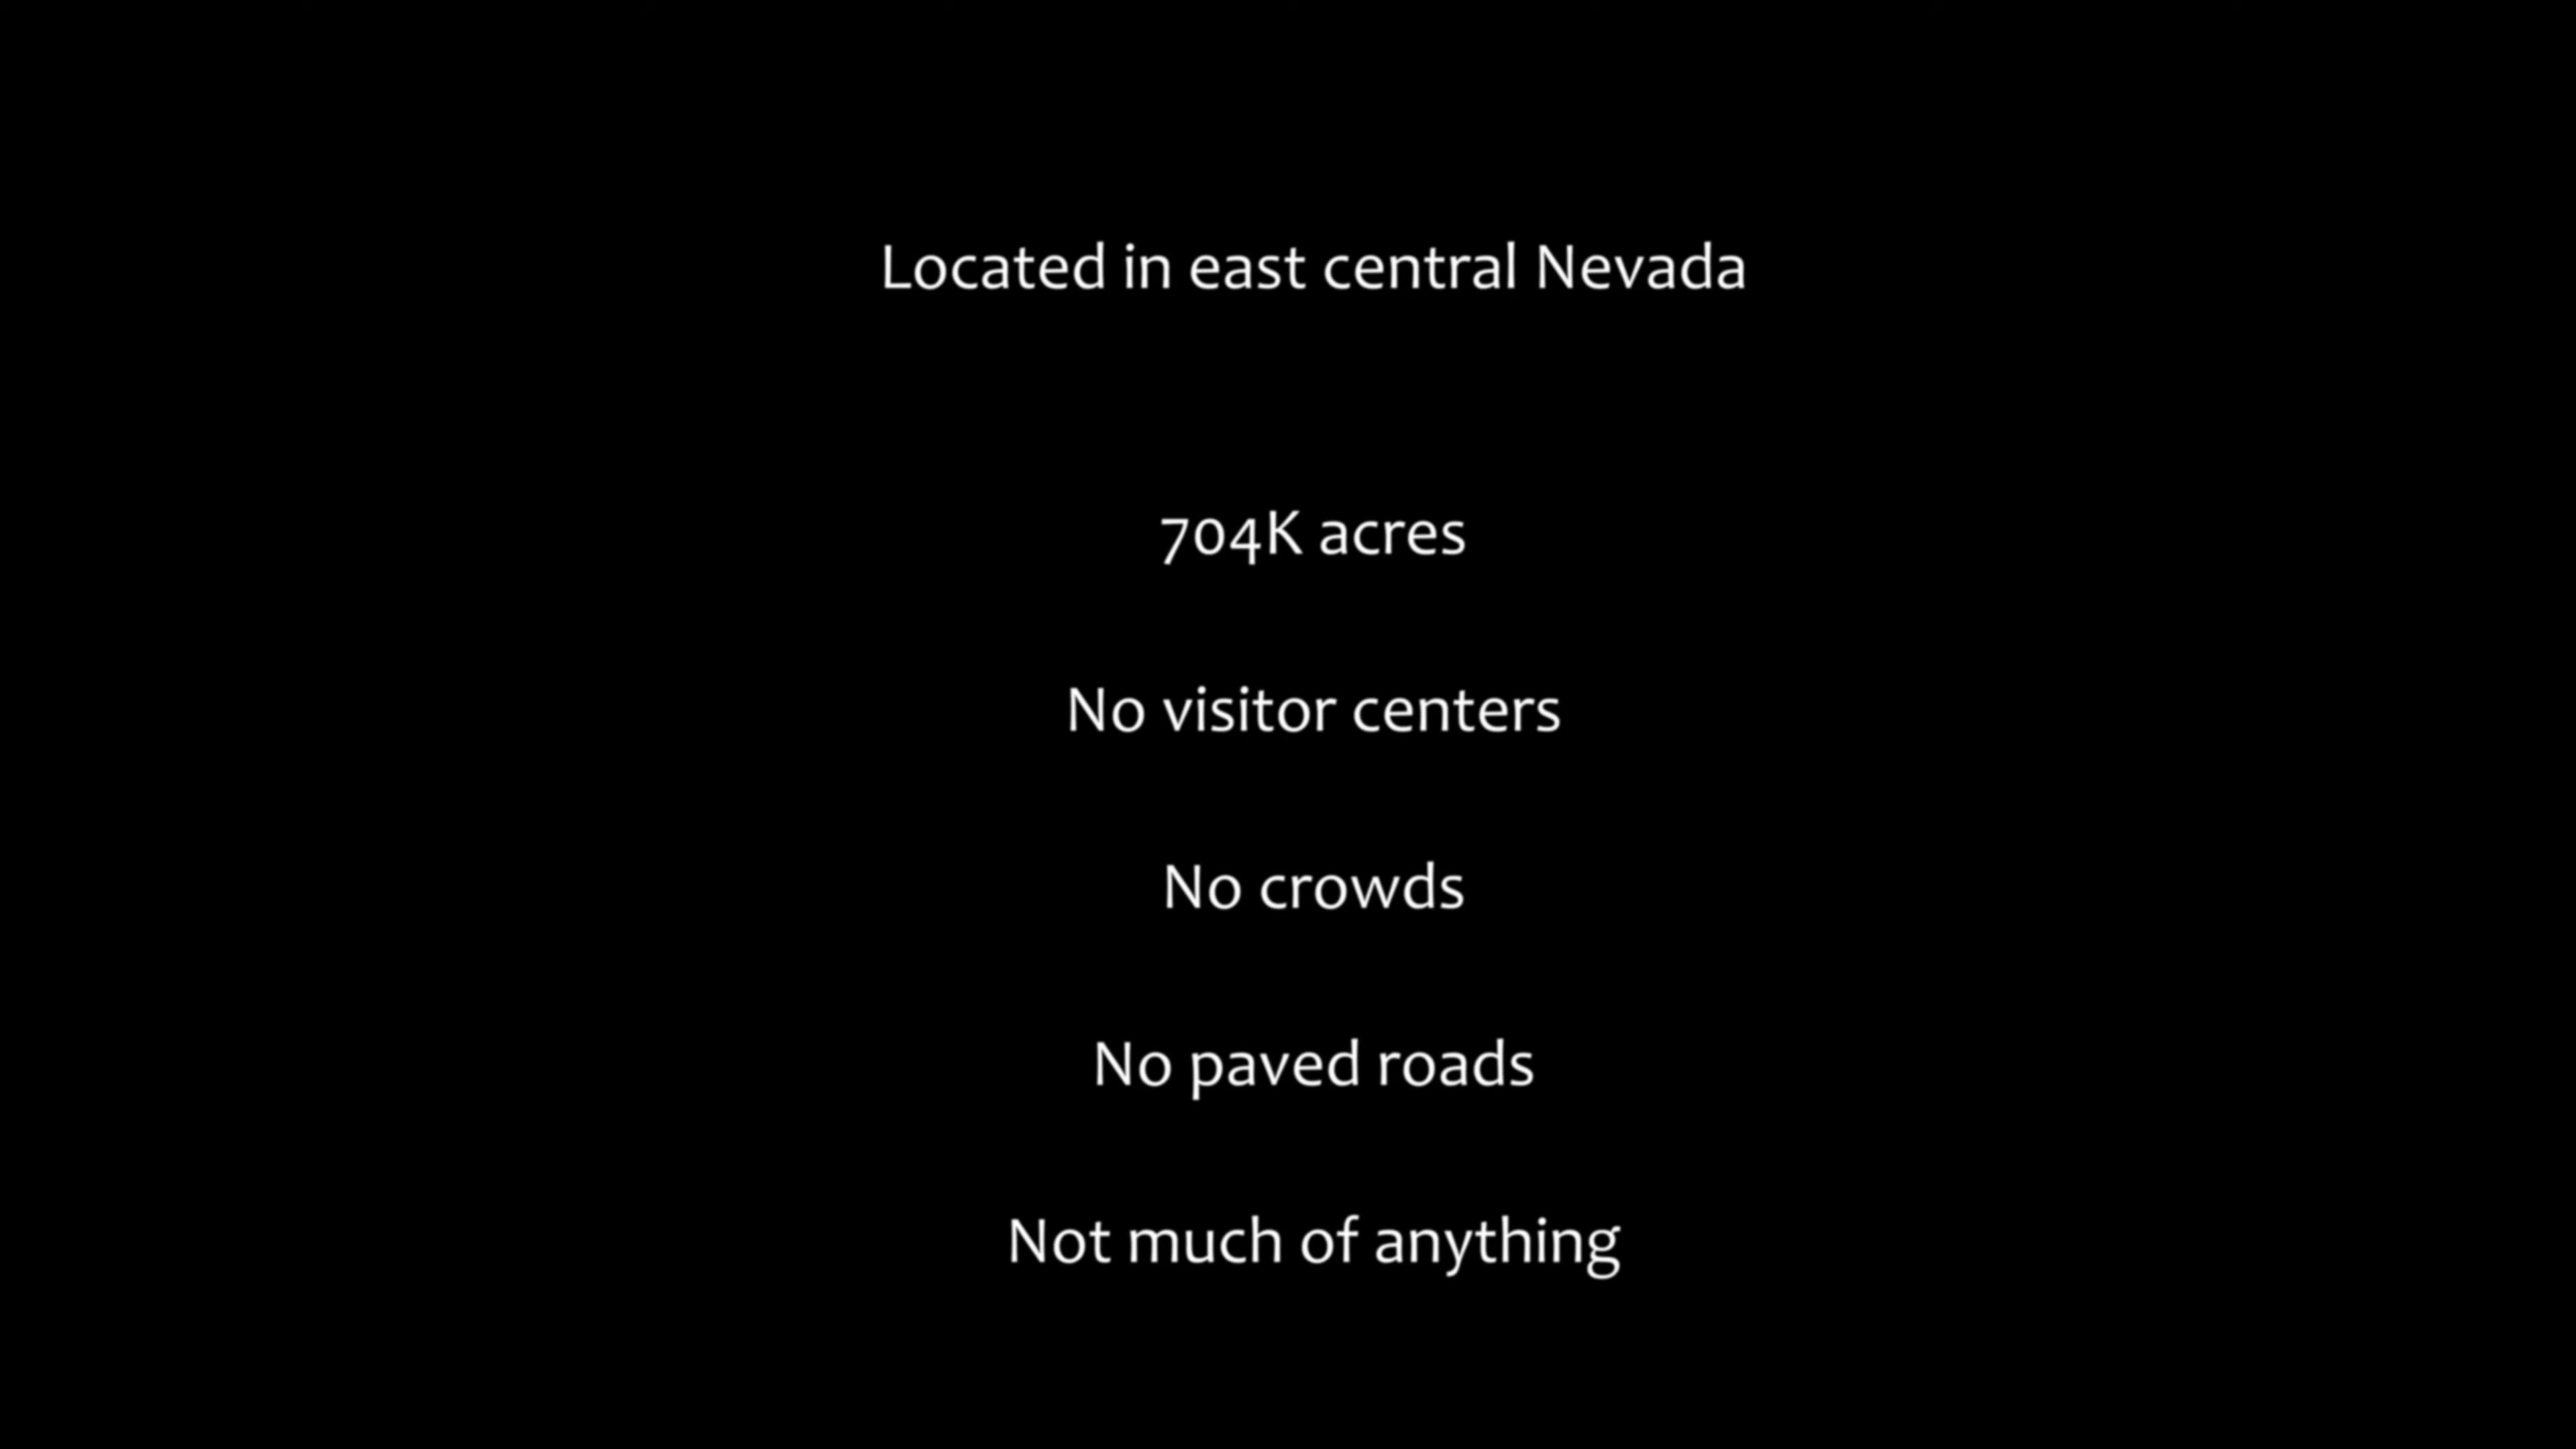 Located in east central Nevada
704K acres
No visitor centers
No crowds
No paved roads
Not much of anything